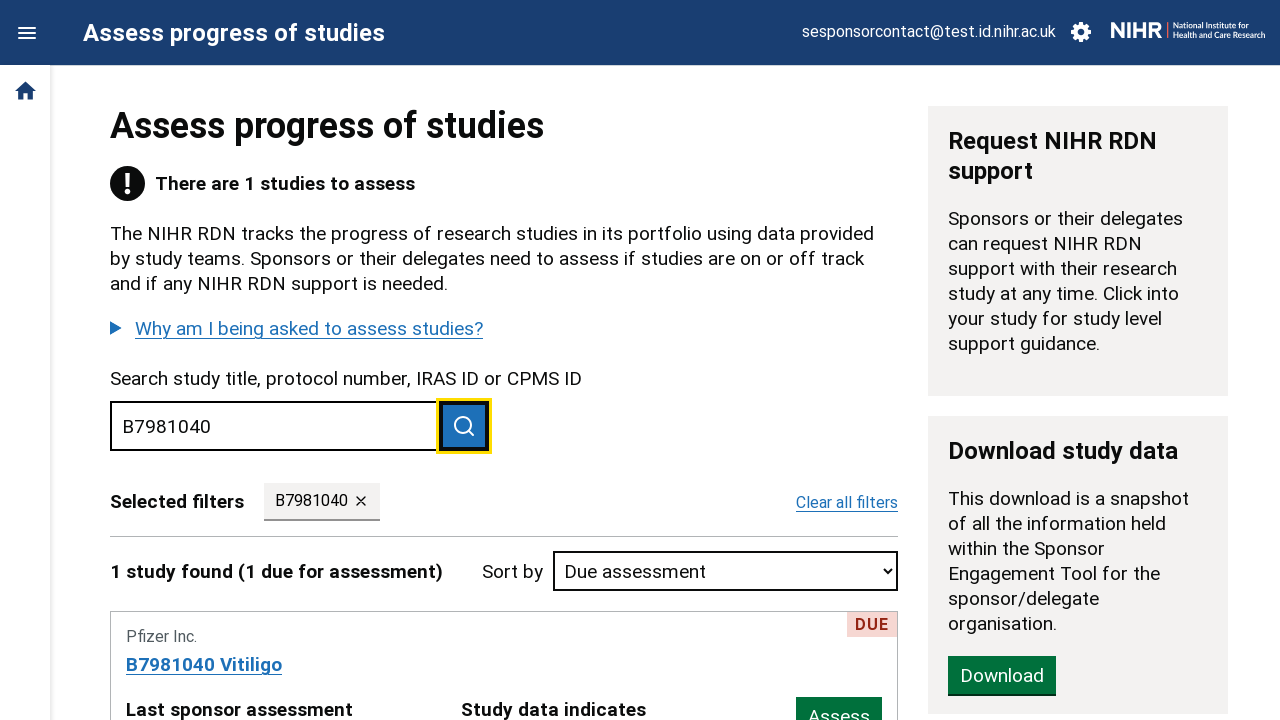 Assess progress of studies
sesponsorcontact@test.id.nihr.ac.uk
NIHR | National Institute for
Health and Care Research
Assess progress of studies
There are 1 studies to assess
The NIHR RDN tracks the progress of research studies in its portfolio using data provided
by study teams. Sponsors or their delegates need to assess if studies are on or off track
and if any NIHR RDN support is needed.
Why am I being asked to assess studies?
Search study title, protocol number, IRAS ID or CPMS ID
B7981040
Selected filters
B7981040 ✕
Clear all filters
1 study found (1 due for assessment)
Sort by
Due assessment
DUE
Pfizer Inc.
B7981040 Vitiligo
Last sponsor assessment
Study data indicates
Assess
Request NIHR RDN
support
Sponsors or their delegates
can request NIHR RDN
support with their research
study at any time. Click into
your study for study level
support guidance.
Download study data
This download is a snapshot
of all the information held
within the Sponsor
Engagement Tool for the
sponsor/delegate
organisation.
Download